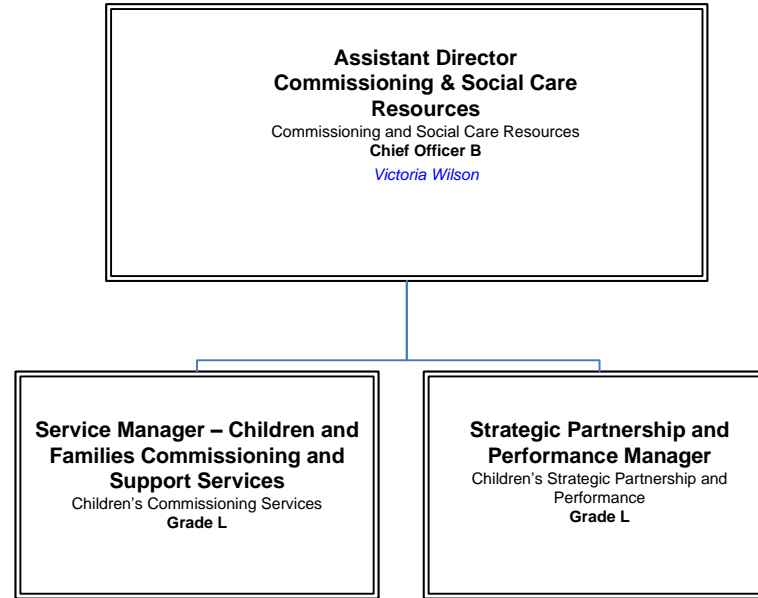 Assistant Director
Commissioning & Social Care
Resources
Commissioning and Social Care Resources
Chief Officer B
Victoria Wilson
Service Manager – Children and
Families Commissioning and
Support Services
Children’s Commissioning Services
Grade L
Strategic Partnership and
Performance Manager
Children’s Strategic Partnership and
Performance
Grade L